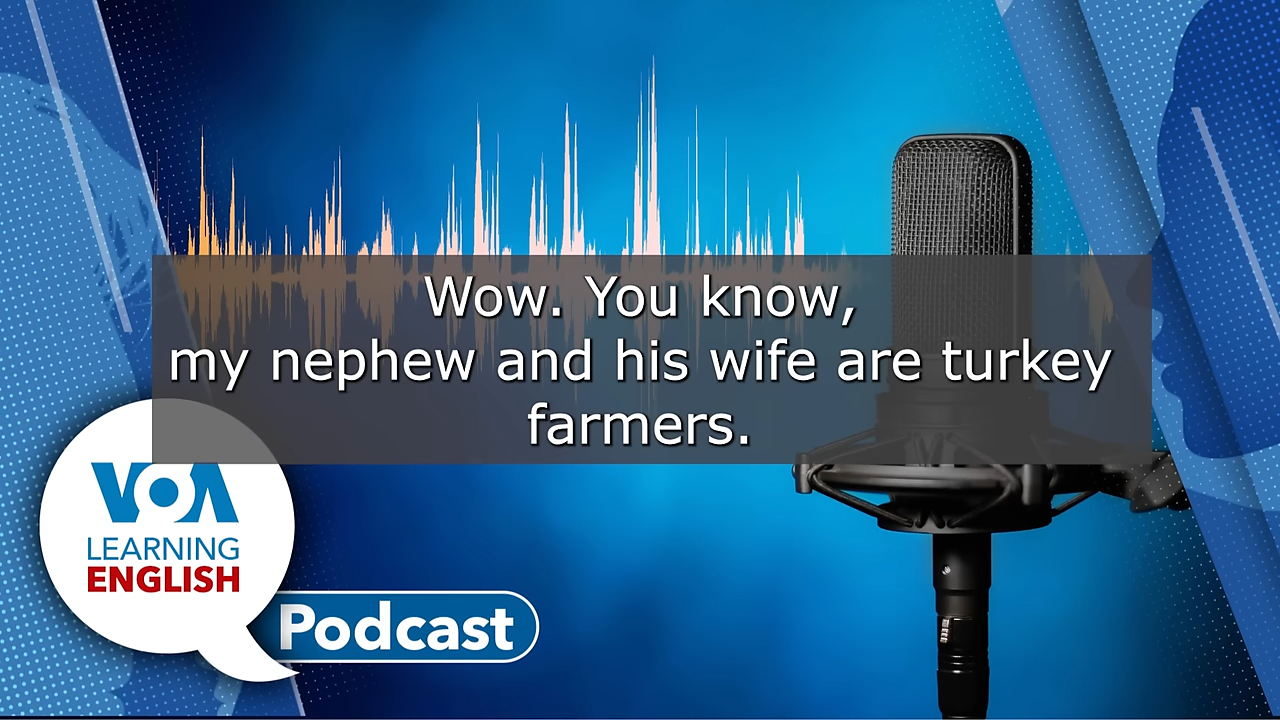 Wow. You know,
my nephew and his wife are turkey
farmers.
VOA
LEARNING
ENGLISH
Podcast